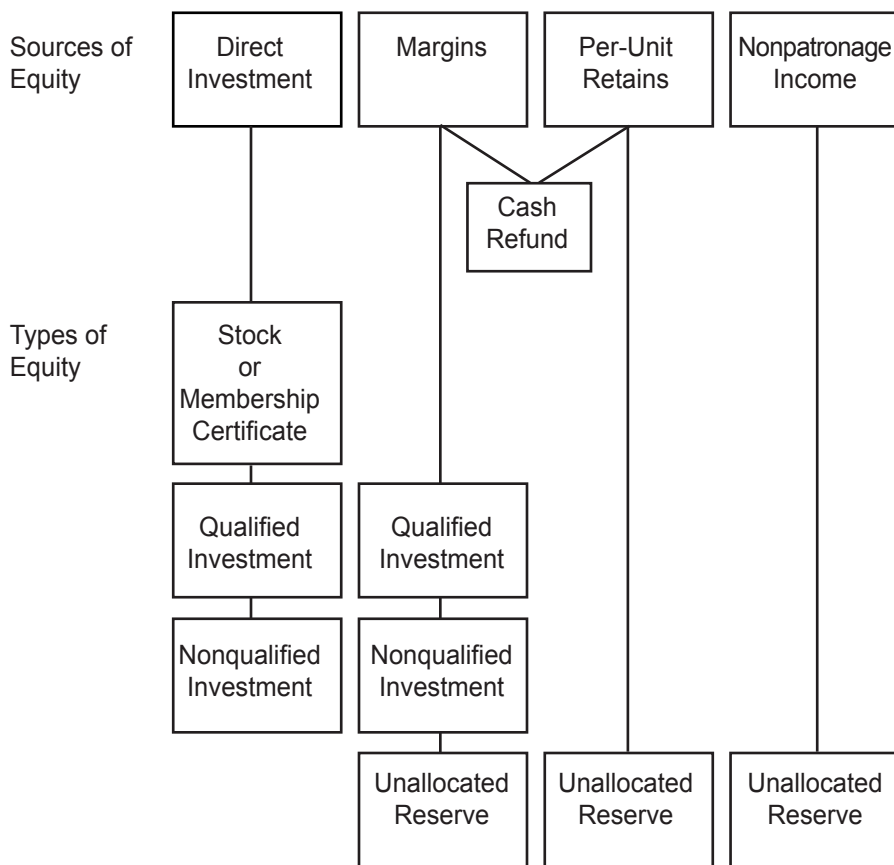 Sources of
Equity
Direct
Investment
Margins
Per-Unit
Retains
Nonpatronage
Income
Cash
Refund
Types of
Equity
Stock
or
Membership
Certificate
Qualified
Investment
Qualified
Investment
Nonqualified
Investment
Nonqualified
Investment
Unallocated
Reserve
Unallocated
Reserve
Unallocated
Reserve